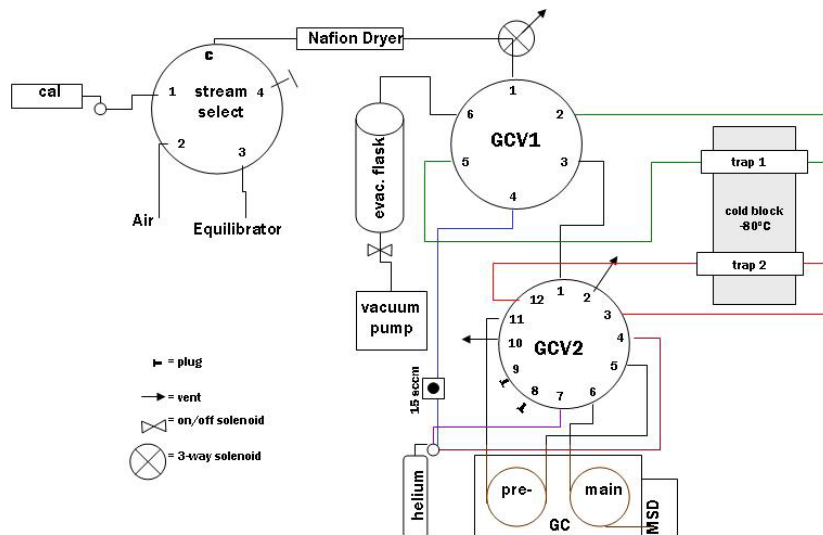 Nafion Dryer
C
cal
1
stream
select
4
2
3
Air
Equilibrator
evac. flask
vacuum
pump
1
6
2
GCV1
5
3
4
trap 1
cold block
-80ºC
trap 2
1
12
2
11
3
10
GCV2
4
9
5
8
7
6
15 sccm
helium
pre-
main
GC
MSD
= plug
= vent
= on/off solenoid
= 3-way solenoid